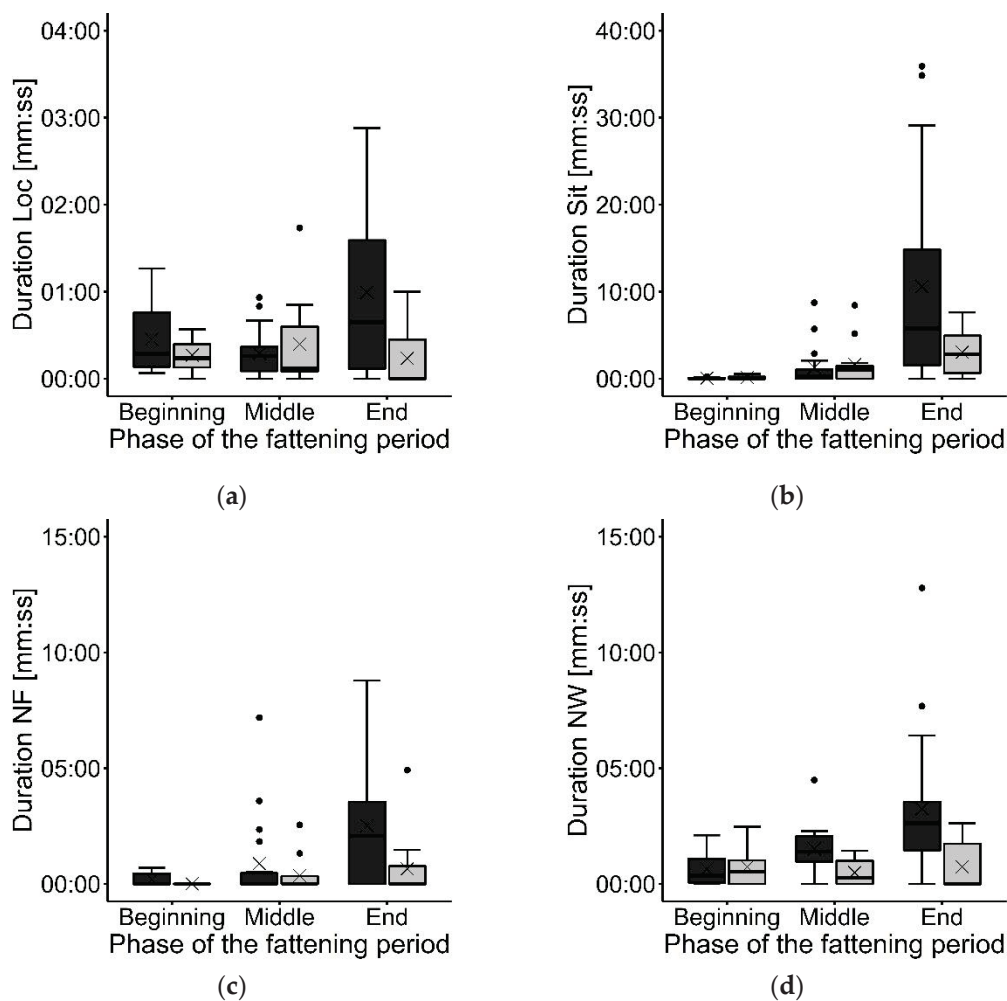 04:00
03:00
02:00
01:00
00:00
Duration Loc [mm:ss]
Beginning Middle End
Phase of the fattening period
(a)
40:00
30:00
20:00
10:00
00:00
Duration Sit [mm:ss]
Beginning Middle End
Phase of the fattening period
(b)
15:00
10:00
05:00
00:00
Duration NF [mm:ss]
Beginning Middle End
Phase of the fattening period
(c)
15:00
10:00
05:00
00:00
Duration NW [mm:ss]
Beginning Middle End
Phase of the fattening period
(d)